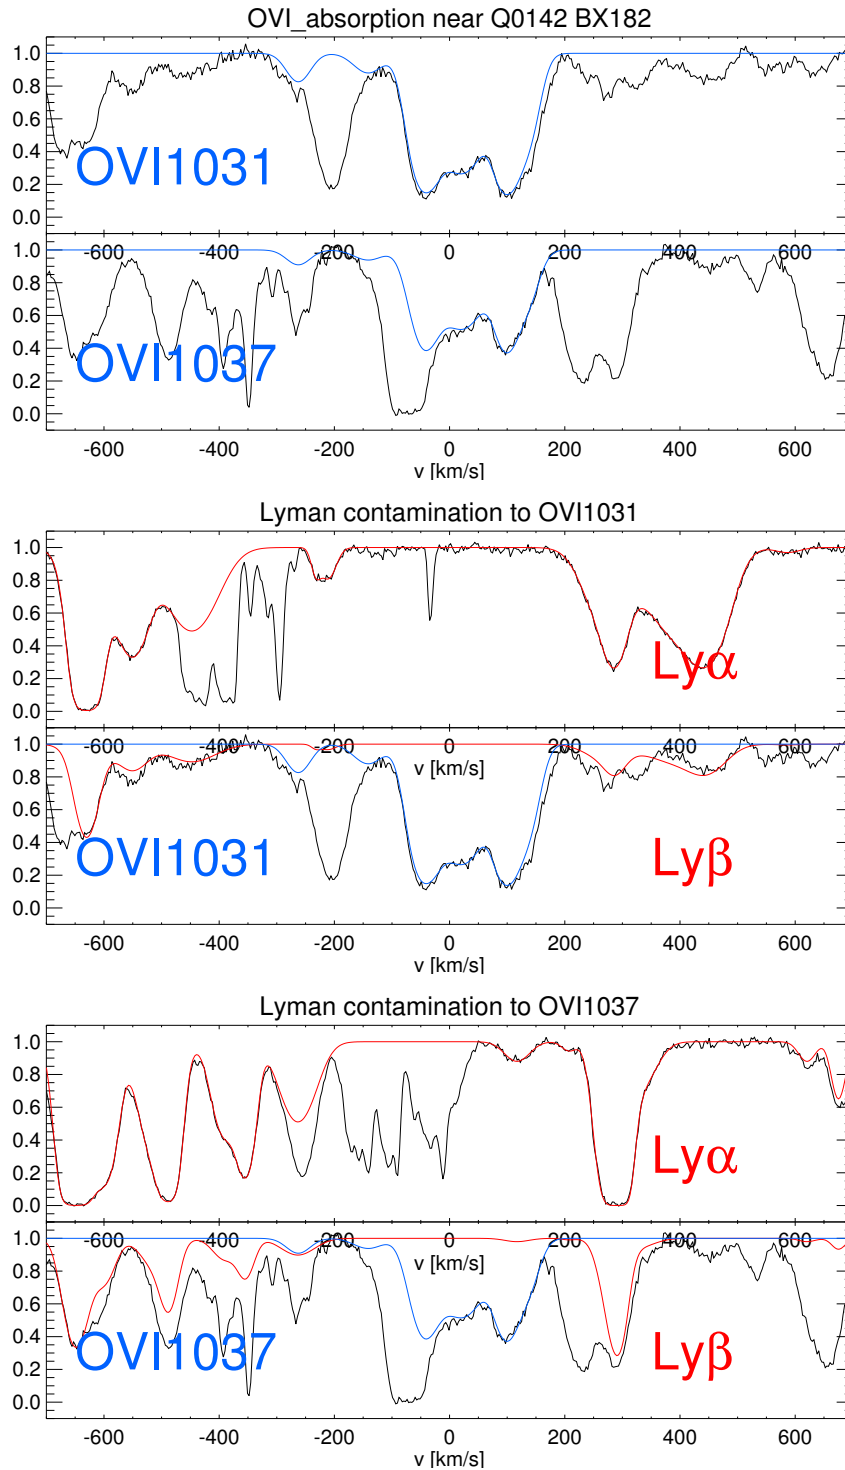 OVI_absorption near Q0142 BX182
1.0
0.8
0.6
0.4
0.2
0.0
OVI1031
-600 -400 -200 0 200 400 600
1.0
0.8
0.6
0.4
0.2
0.0
OVI1037
-600 -400 -200 0 200 400 600
v [km/s]
Lyman contamination to OVI1031
1.0
0.8
0.6
0.4
0.2
0.0
Lyα
-600 -400 -200 0 200 400 600
v [km/s]
1.0
0.8
0.6
0.4
0.2
0.0
OVI1031 Lyβ
-600 -400 -200 0 200 400 600
v [km/s]
Lyman contamination to OVI1037
1.0
0.8
0.6
0.4
0.2
0.0
Lyα
-600 -400 -200 0 200 400 600
v [km/s]
1.0
0.8
0.6
0.4
0.2
0.0
OVI1037 Lyβ
-600 -400 -200 0 200 400 600
v [km/s]